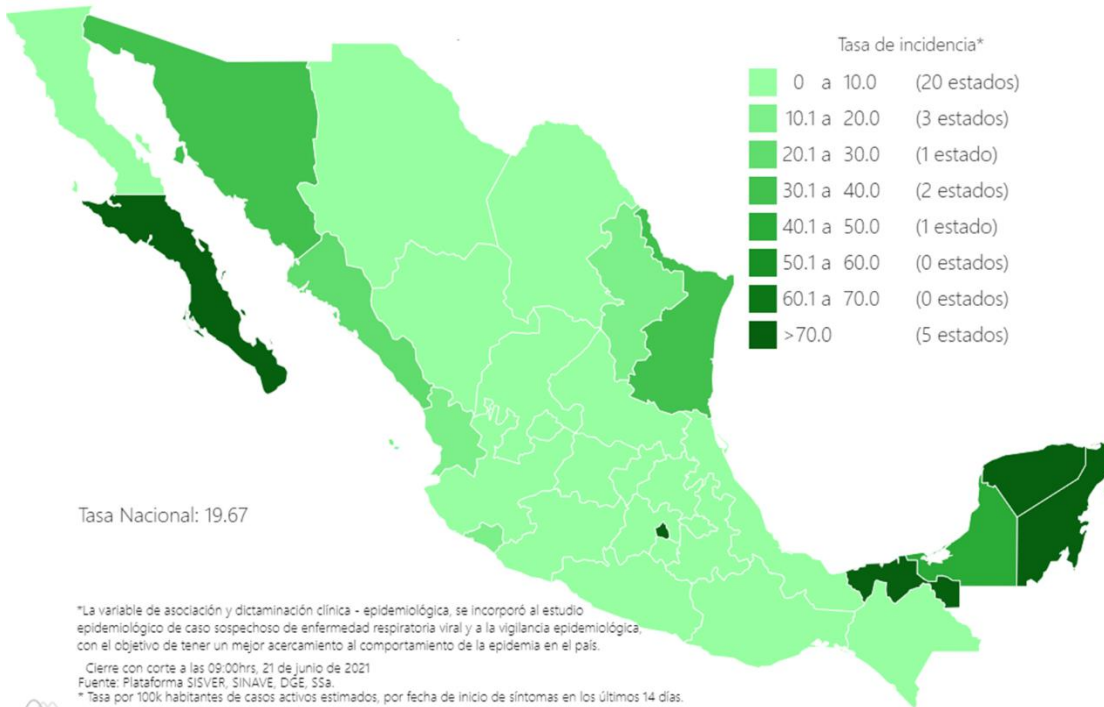 Tasa de incidencia*
0 a 10.0 (20 estados)
10.1 a 20.0 (3 estados)
20.1 a 30.0 (1 estado)
30.1 a 40.0 (2 estados)
40.1 a 50.0 (1 estado)
50.1 a 60.0 (0 estados)
60.1 a 70.0 (0 estados)
>70.0 (5 estados)
Tasa Nacional: 19.67
*La variable de asociación y dictaminación clínica - epidemiológica, se incorporó al estudio
epidemiológico de caso sospechoso de enfermedad respiratoria viral y a la vigilancia epidemiológica,
con el objetivo de tener un mejor acercamiento al comportamiento de la epidemia en el país.
Cierre con corte a las 09:00hrs, 21 de junio de 2021
Fuente: Plataforma SISVER, SINAVE, DGE, SSa.
* Tasa por 100k habitantes de casos activos estimados, por fecha de inicio de síntomas en los últimos 14 días.